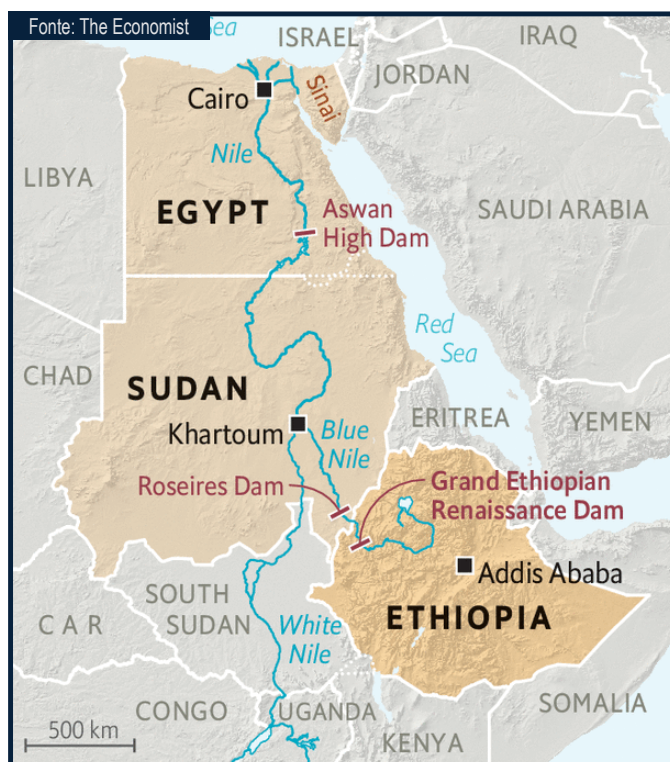 Fonte: The Economist
Sea
ISRAEL
IRAQ
JORDAN
Cairo
Sinai
Nile
LIBYA
EGYPT
Aswan
High Dam
SAUDI ARABIA
Red
Sea
CHAD
SUDAN
ERITREA
YEMEN
Khartoum
Blue
Nile
Roseires Dam
Grand Ethiopian
Renaissance Dam
Addis Ababa
ETHIOPIA
SOUTH
SUDAN
CAR
White
Nile
CONGO
UGANDA
KENYA
SOMALIA
500 km